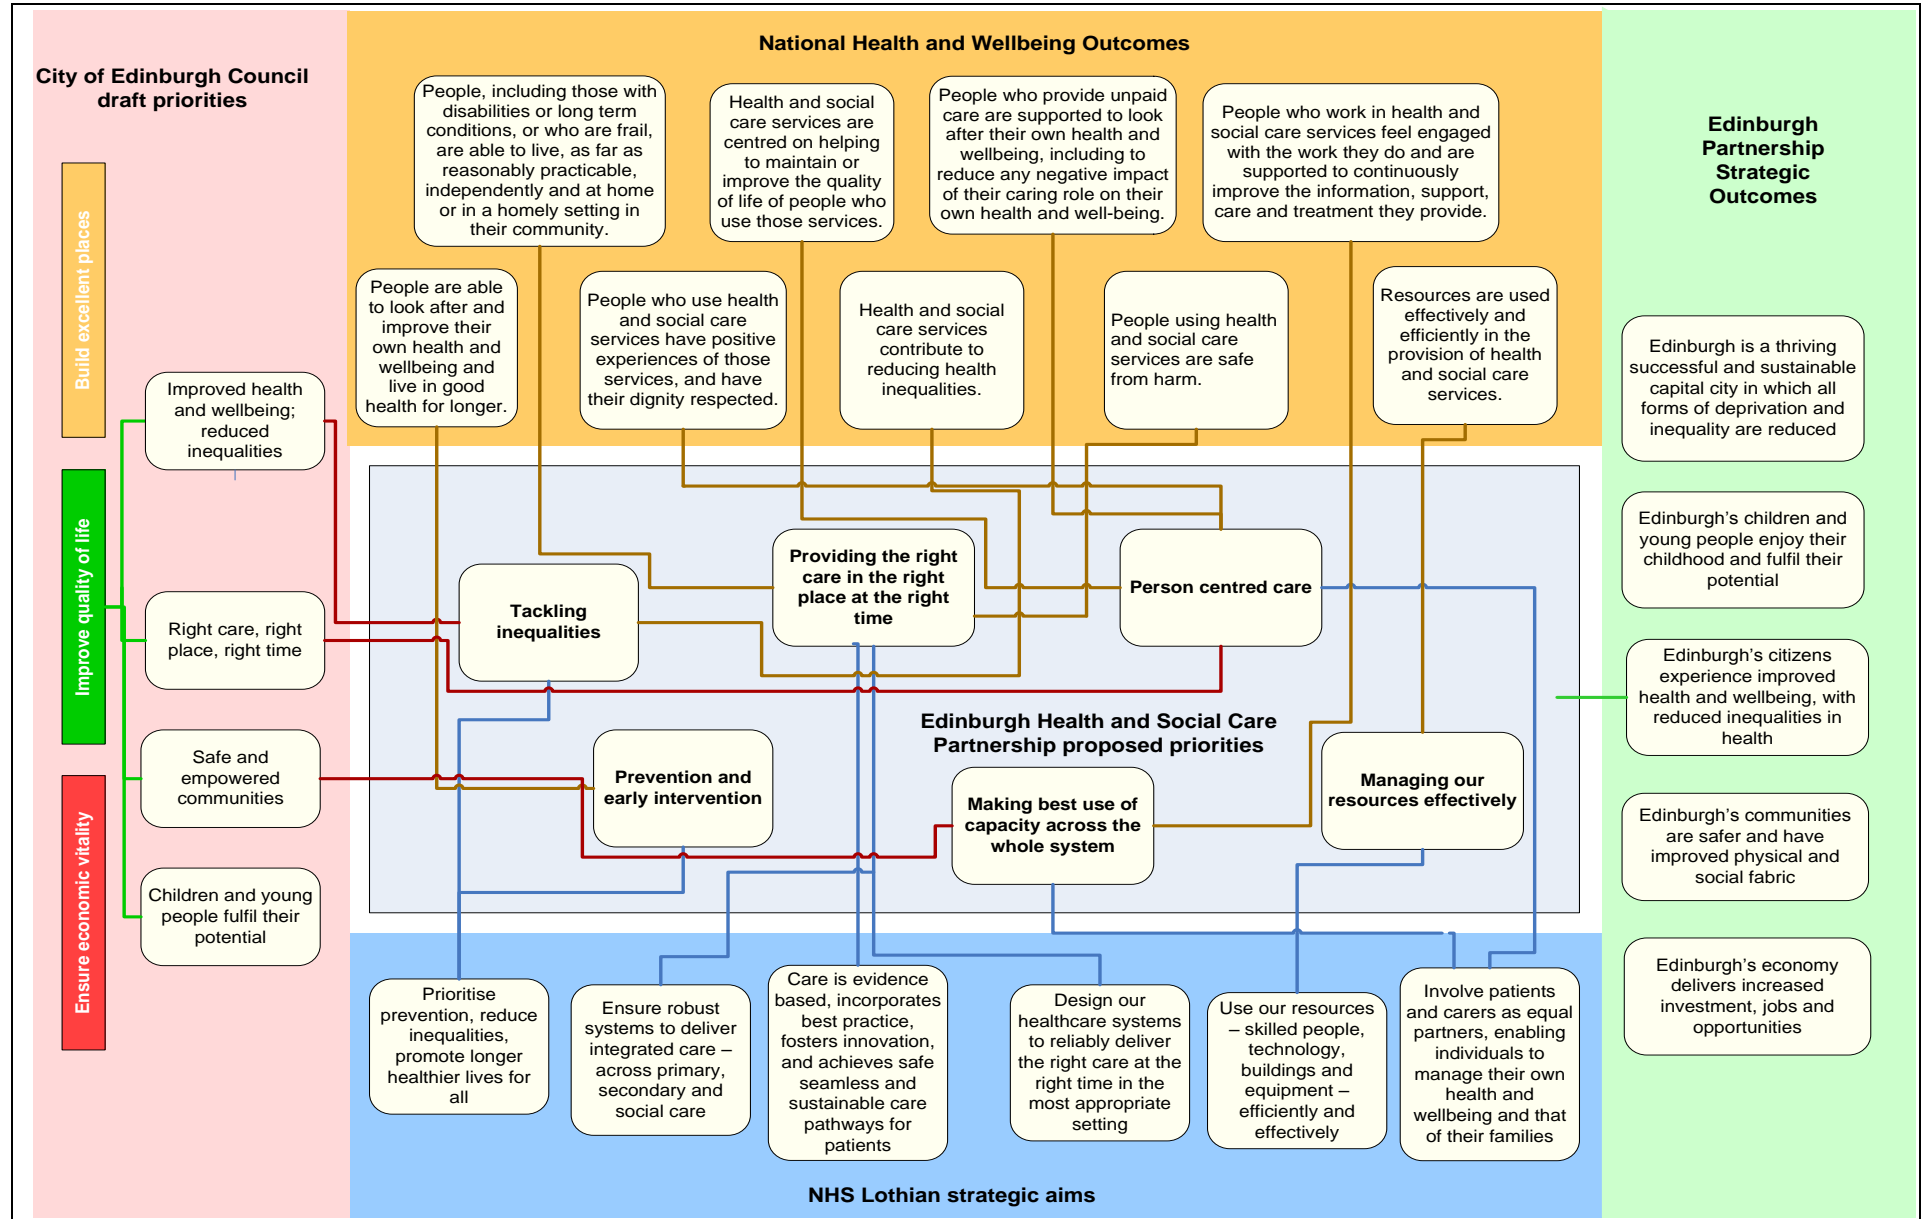 National Health and Wellbeing Outcomes
City of Edinburgh Council
draft priorities
Build excellent places
Improve quality of life
Ensure economic vitality
Improved health
and wellbeing;
reduced
inequalities
Right care, right
place, right time
Safe and
empowered
communities
Children and young
people fulfil their
potential
People, including those with
disabilities or long term
conditions, or who are frail,
are able to live, as far as
reasonably practicable,
independently and at home
or in a homely setting in
their community.
Health and social
care services are
centred on helping
to maintain or
improve the quality
of life of people who
use those services.
People who provide unpaid
care are supported to look
after their own health and
wellbeing, including to
reduce any negative impact
of their caring role on their
own health and well-being.
People who work in health and
social care services feel engaged
with the work they do and are
supported to continuously
improve the information, support,
care and treatment they provide.
People are able
to look after and
improve their
own health and
wellbeing and
live in good
health for longer.
People who use health
and social care
services have positive
experiences of those
services, and have
their dignity respected.
Health and social
care services
contribute to
reducing health
inequalities.
People using health
and social care
services are safe
from harm.
Resources are used
effectively and
efficiently in the
provision of health
and social care
services.
Tackling
inequalities
Providing the right
care in the right
place at the right
time
Person centred care
Edinburgh Health and Social Care
Partnership proposed priorities
Prevention and
early intervention
Making best use of
capacity across the
whole system
Managing our
resources effectively
Prioritise
prevention, reduce
inequalities,
promote longer
healthier lives for
all
Ensure robust
systems to deliver
integrated care –
across primary,
secondary and
social care
Care is evidence
based, incorporates
best practice,
fosters innovation,
and achieves safe
seamless and
sustainable care
pathways for
patients
Design our
healthcare systems
to reliably deliver
the right care at the
right time in the
most appropriate
setting
Use our resources
– skilled people,
technology,
buildings and
equipment –
efficiently and
effectively
Involve patients
and carers as equal
partners, enabling
individuals to
manage their own
health and
wellbeing and that
of their families
NHS Lothian strategic aims
Edinburgh
Partnership
Strategic
Outcomes
Edinburgh is a thriving
successful and sustainable
capital city in which all
forms of deprivation and
inequality are reduced
Edinburgh's children and
young people enjoy their
childhood and fulfil their
potential
Edinburgh's citizens
experience improved
health and wellbeing, with
reduced inequalities in
health
Edinburgh's communities
are safer and have
improved physical and
social fabric
Edinburgh's economy
delivers increased
investment, jobs and
opportunities